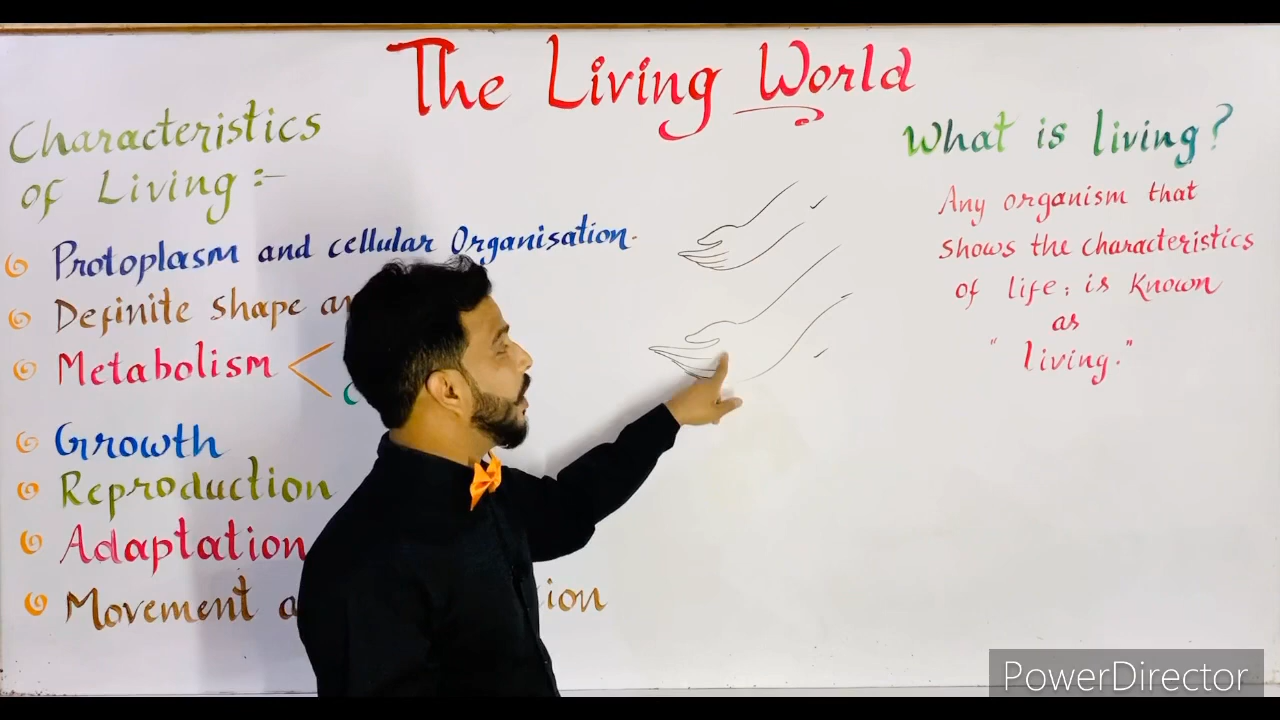 The Living World
Characteristics
of Living :-
Protoplasm and cellular Organisation.
Definite shape
Metabolism <
Growth
Reproduction
Adaptation
Movement
What is living?
Any organism that
shows the characteristics
of life, is known
as
"living."
PowerDirector